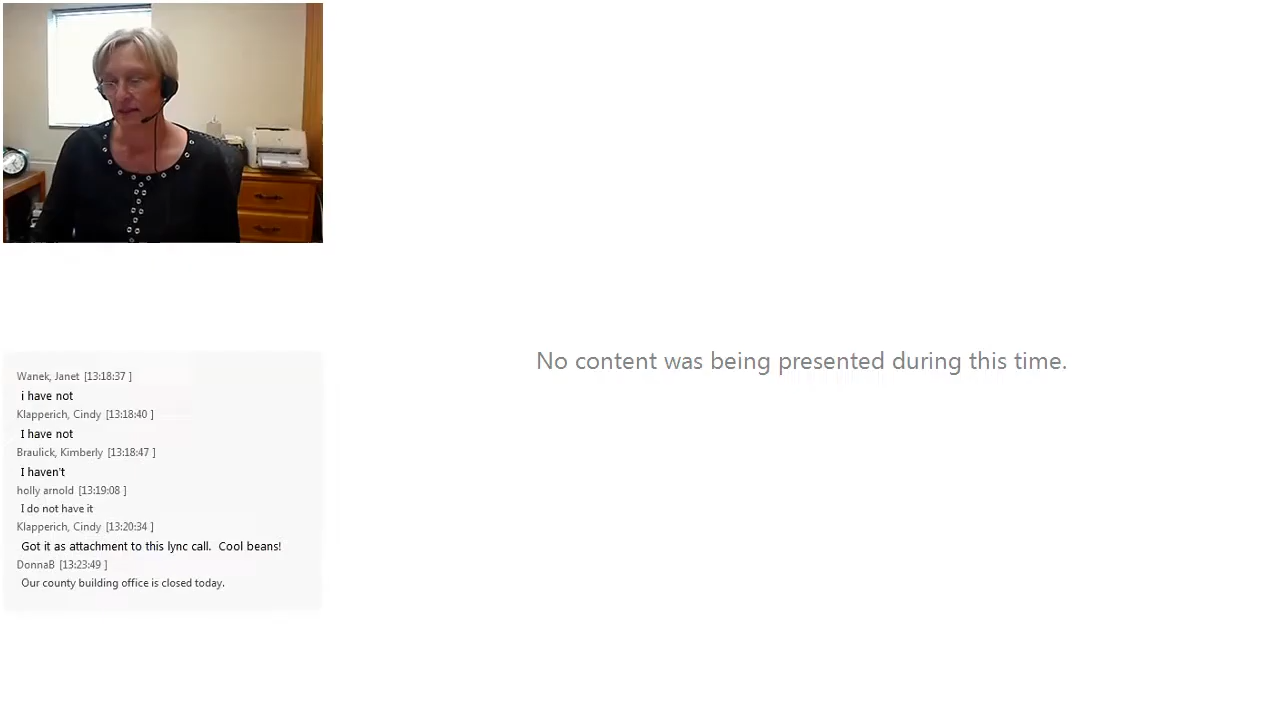 Wanek, Janet [13:18:37 ]
i have not
Klapperich, Cindy [13:18:40 ]
I have not
Braulick, Kimberly [13:18:47 ]
I haven't
holly arnold [13:19:08 ]
I do not have it
Klapperich, Cindy [13:20:34 ]
Got it as attachment to this lync call.  Cool beans!
DonnaB [13:23:49 ]
Our county building office is closed today.
No content was being presented during this time.